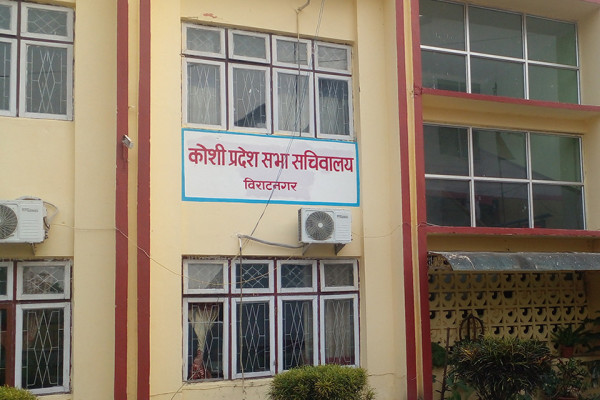 कोशी प्रदेश सभा सचिवालय
विराटनगर